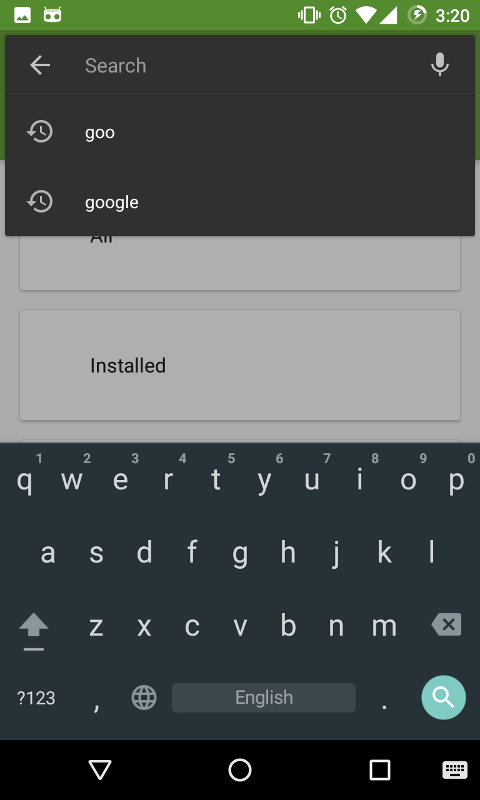 3:20
Search
goo
google
All
Installed
1 2 3 4 5 6 7 8 9 0
q w e r t y u i o p
a s d f g h j k l
z x c v b n m
?123 , English .